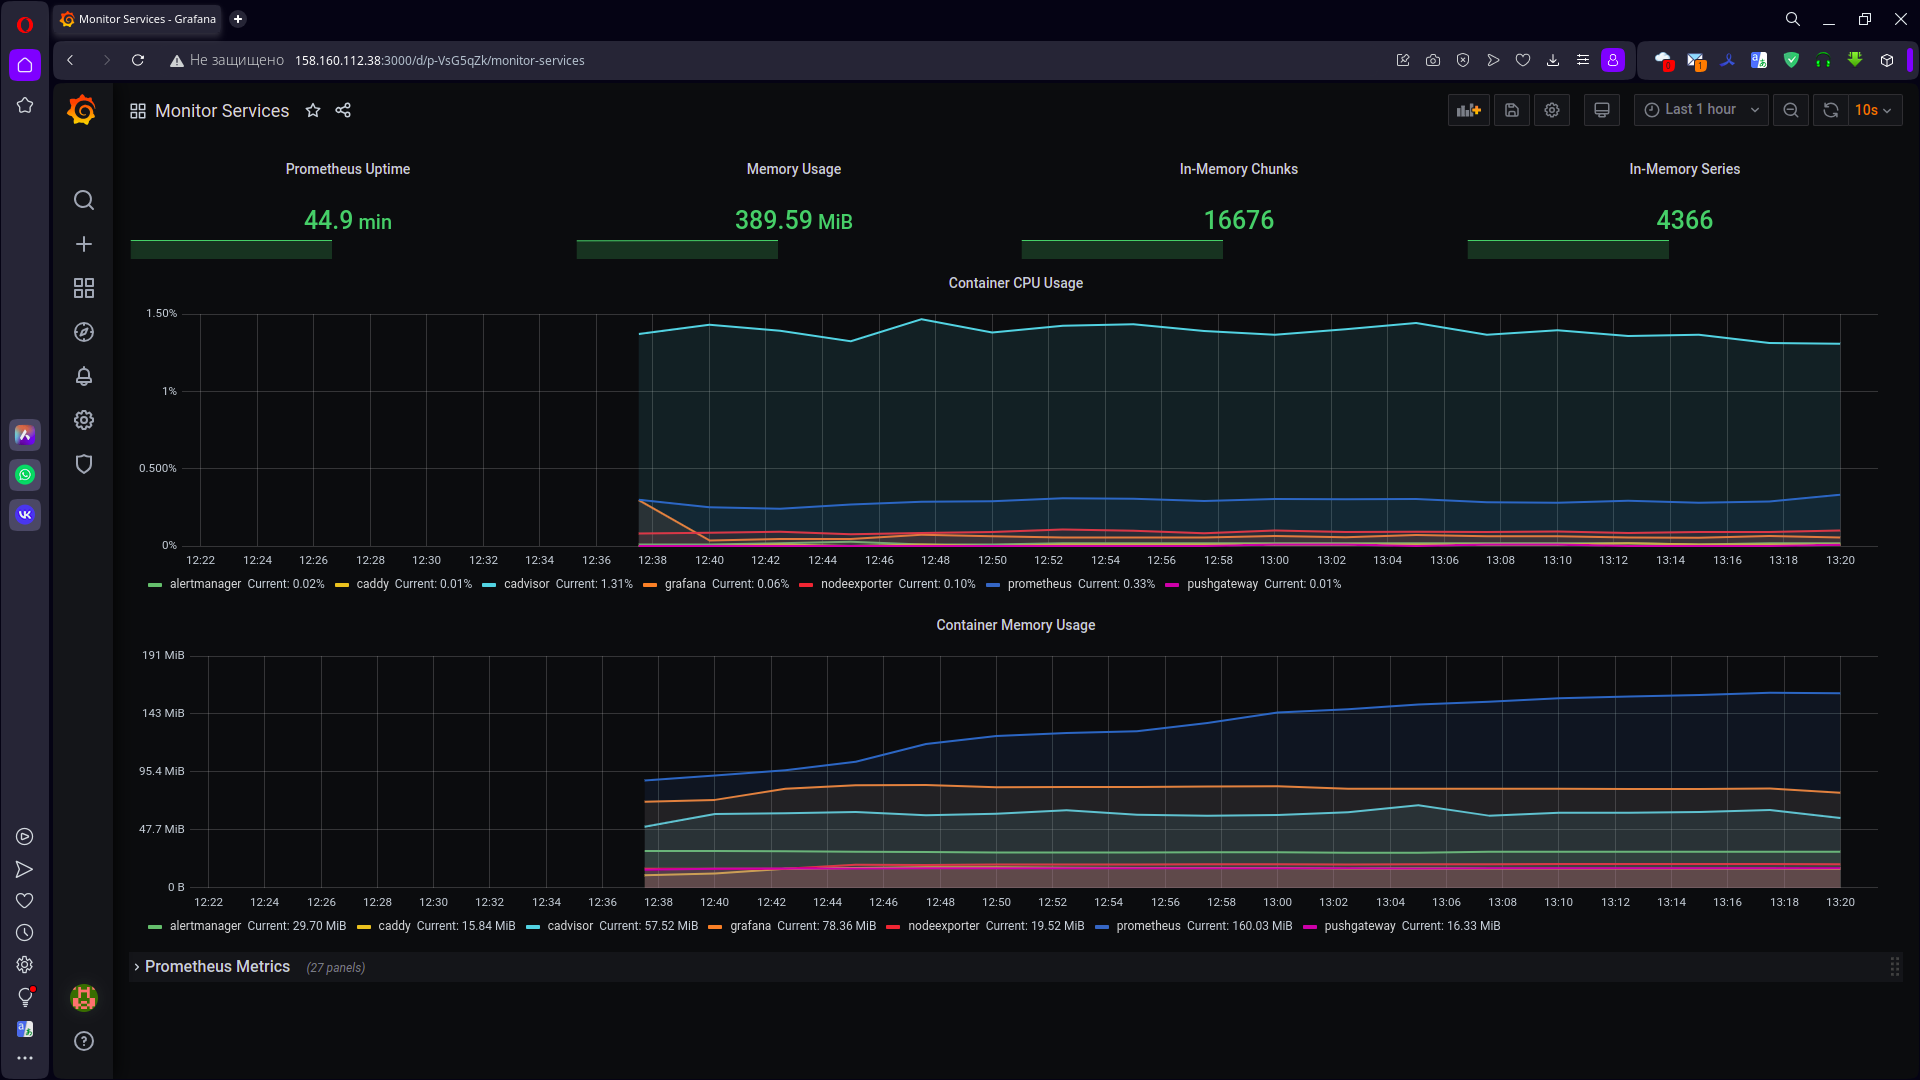 Monitor Services - Grafana
Не защищено 158.160.112.38:3000/d/p-VsG5qZk/monitor-services
Monitor Services
Last 1 hour
10s
Prometheus Uptime
44.9 min
Memory Usage
389.59 MiB
In-Memory Chunks
16676
In-Memory Series
4366
Container CPU Usage
1.50%
1%
0.500%
0%
12:22 12:24 12:26 12:28 12:30 12:32 12:34 12:36 12:38 12:40 12:42 12:44 12:46 12:48 12:50 12:52 12:54 12:56 12:58 13:00 13:02 13:04 13:06 13:08 13:10 13:12 13:14 13:16 13:18 13:20
alertmanager Current: 0.02% caddy Current: 0.01% cadvisor Current: 1.31% grafana Current: 0.06% nodeexporter Current: 0.10% prometheus Current: 0.33% pushgateway Current: 0.01%
Container Memory Usage
191 MiB
143 MiB
95.4 MiB
47.7 MiB
0 B
12:22 12:24 12:26 12:28 12:30 12:32 12:34 12:36 12:38 12:40 12:42 12:44 12:46 12:48 12:50 12:52 12:54 12:56 12:58 13:00 13:02 13:04 13:06 13:08 13:10 13:12 13:14 13:16 13:18 13:20
alertmanager Current: 29.70 MiB caddy Current: 15.84 MiB cadvisor Current: 57.52 MiB grafana Current: 78.36 MiB nodeexporter Current: 19.52 MiB prometheus Current: 160.03 MiB pushgateway Current: 16.33 MiB
Prometheus Metrics (27 panels)